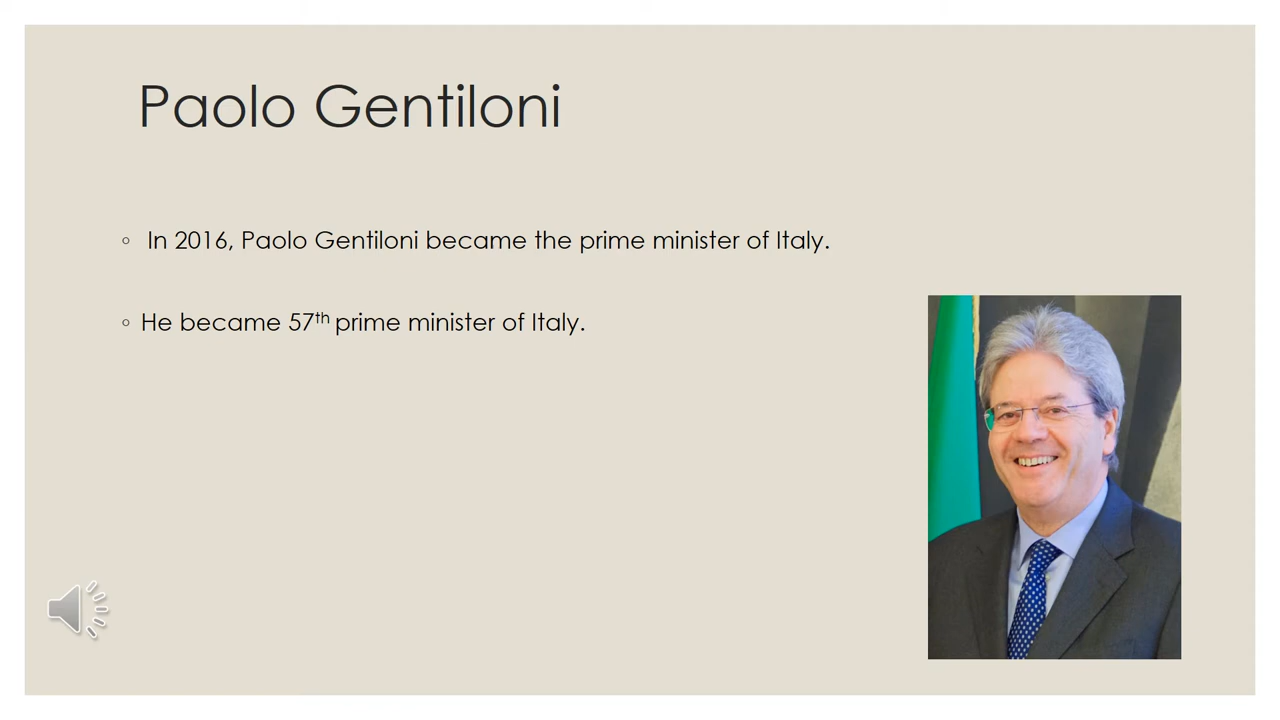 Paolo Gentiloni
◦ In 2016, Paolo Gentiloni became the prime minister of Italy.
◦ He became 57th prime minister of Italy.